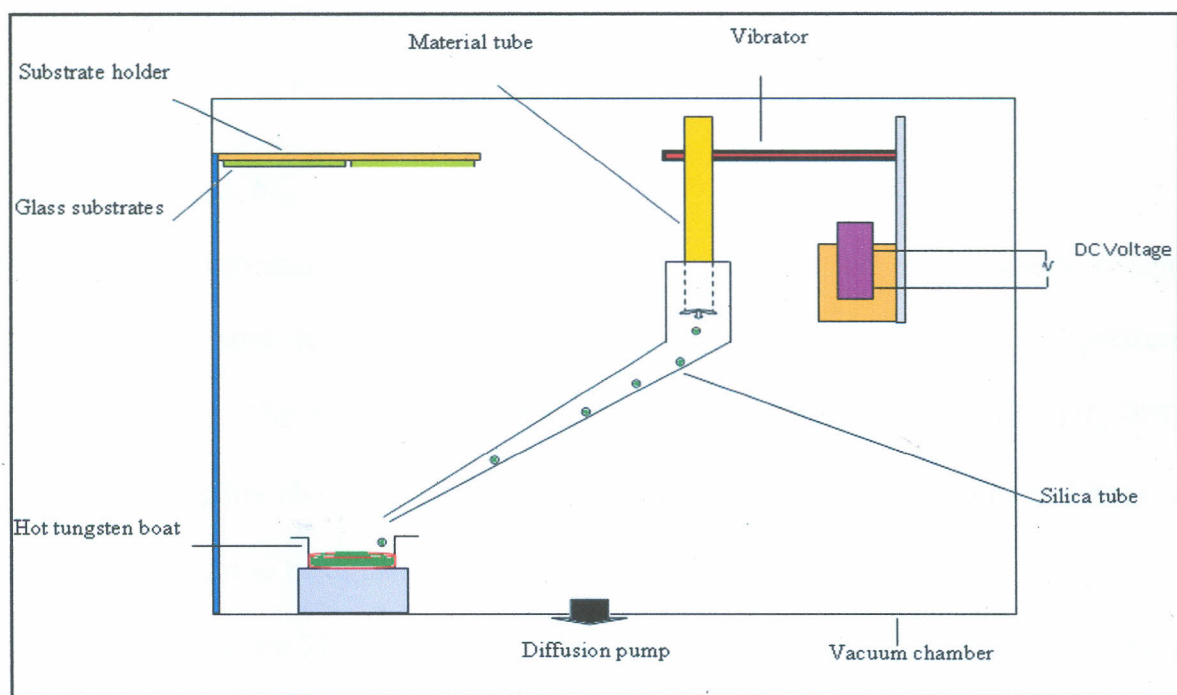 Material tube
Vibrator
Substrate holder
Glass substrates
DC Voltage
Silica tube
Hot tungsten boat
Diffusion pump
Vacuum chamber